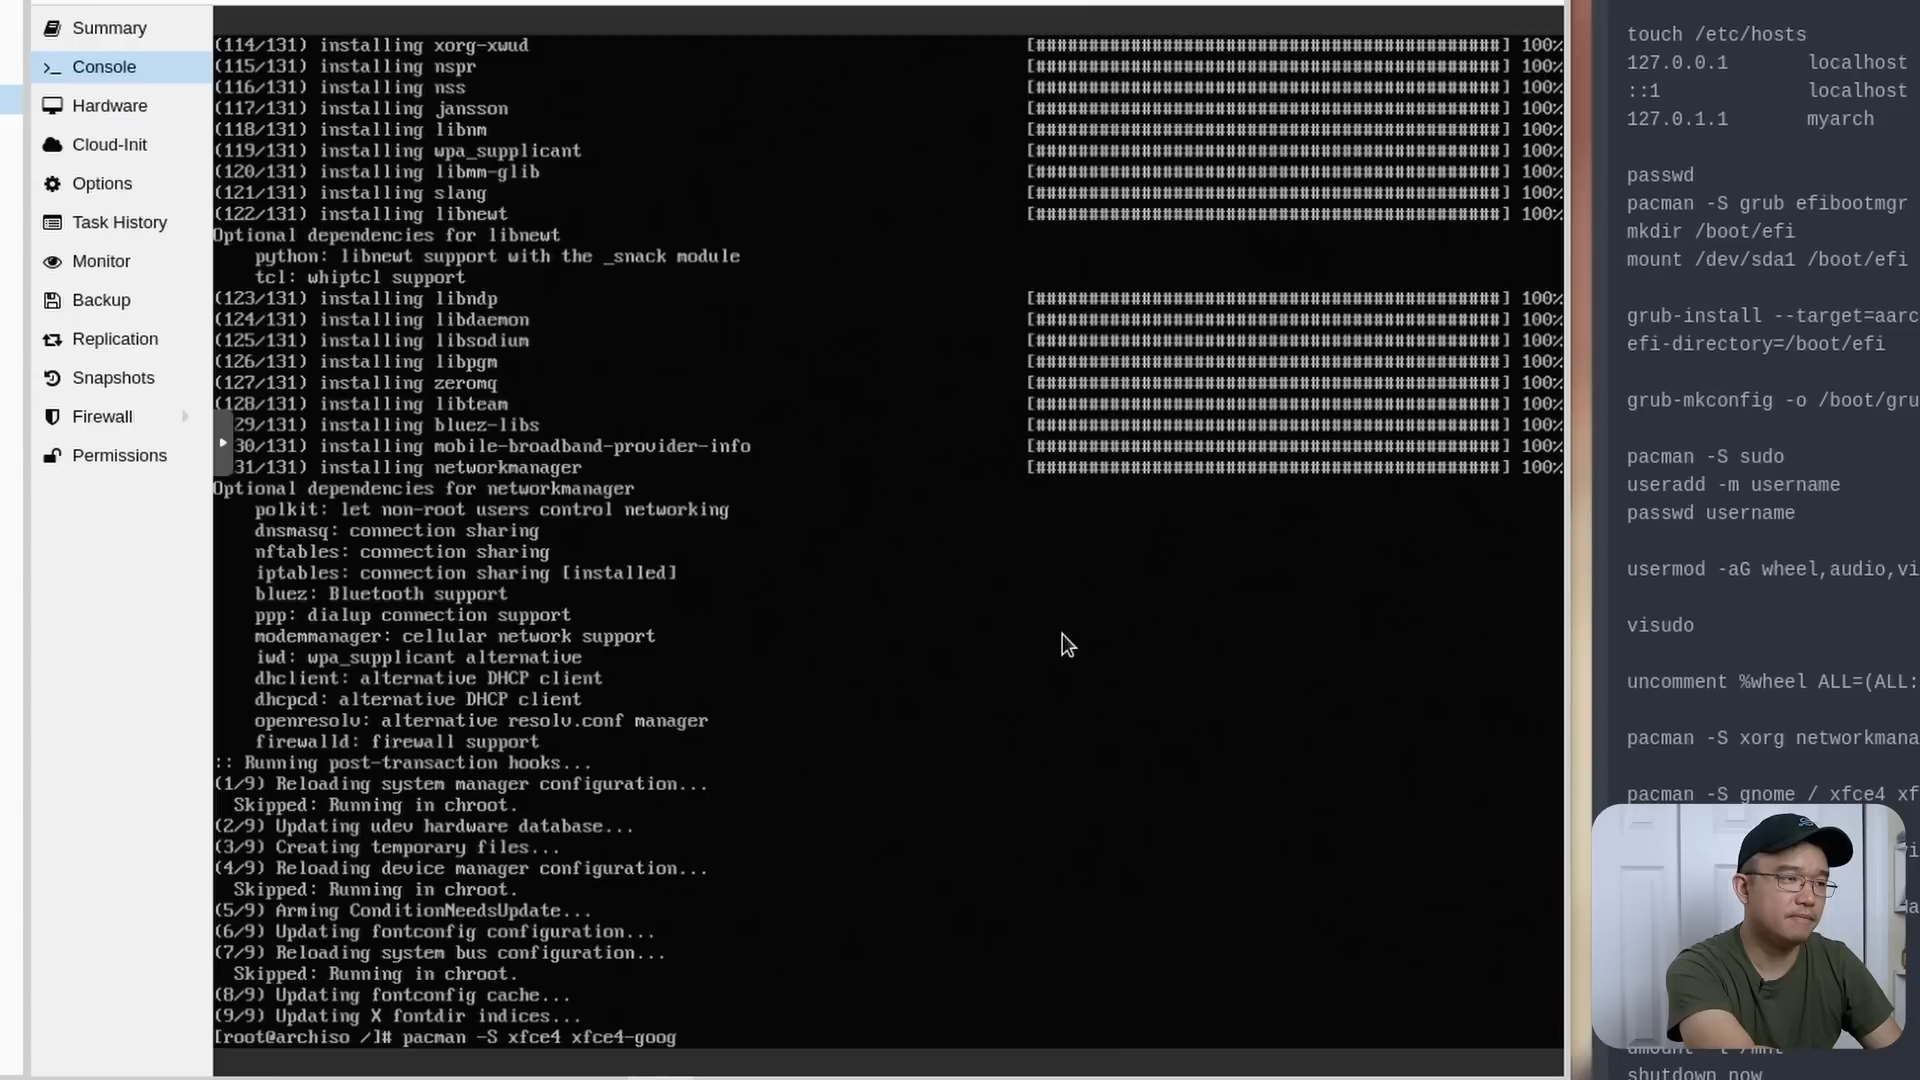 Summary
Console
Hardware
Cloud-Init
Options
Task History
Monitor
Backup
Replication
Snapshots
Firewall
Permissions
(114/131) installing xorg-xwud [############################################] 100%
(115/131) installing nspr [############################################] 100%
(116/131) installing nss [############################################] 100%
(117/131) installing jansson [############################################] 100%
(118/131) installing libnm [############################################] 100%
(119/131) installing wpa_supplicant [############################################] 100%
(120/131) installing libmm-glib [############################################] 100%
(121/131) installing slang [############################################] 100%
(122/131) installing libnewt [############################################] 100%
Optional dependencies for libnewt
python: libnewt support with the _snack module
tcl: whiptcl support
(123/131) installing libndp [############################################] 100%
(124/131) installing libdaemon [############################################] 100%
(125/131) installing libsodium [############################################] 100%
(126/131) installing libpgm [############################################] 100%
(127/131) installing zeromq [############################################] 100%
(128/131) installing libteam [############################################] 100%
29/131) installing bluez-libs [############################################] 100%
30/131) installing mobile-broadband-provider-info [############################################] 100%
31/131) installing networkmanager [############################################] 100%
Optional dependencies for networkmanager
polkit: let non-root users control networking
dnsmasq: connection sharing
nftables: connection sharing
iptables: connection sharing [installed]
bluez: Bluetooth support
ppp: dialup connection support
modemmanager: cellular network support
iwd: wpa_supplicant alternative
dhclient: alternative DHCP client
dhcpcd: alternative DHCP client
openresolv: alternative resolv.conf manager
firewalld: firewall support
:: Running post-transaction hooks...
(1/9) Reloading system manager configuration...
Skipped: Running in chroot.
(2/9) Updating udev hardware database...
(3/9) Creating temporary files...
(4/9) Reloading device manager configuration...
Skipped: Running in chroot.
(5/9) Arming ConditionNeedsUpdate...
(6/9) Updating fontconfig configuration...
(7/9) Reloading system bus configuration...
Skipped: Running in chroot.
(8/9) Updating fontconfig cache...
(9/9) Updating X fontdir indices...
[root@archiso /]# pacman -S xfce4 xfce4-goog
touch /etc/hosts
127.0.0.1 localhost
::1 localhost
127.0.1.1 myarch
passwd
pacman -S grub efibootmgr
mkdir /boot/efi
mount /dev/sda1 /boot/efi
grub-install --target=aarc
efi-directory=/boot/efi
grub-mkconfig -o /boot/gru
pacman -S sudo
useradd -m username
passwd username
usermod -aG wheel,audio,vi
visudo
uncomment %wheel ALL=(ALL:
pacman -S xorg networkmana
pacman -S gnome / xfce4 xf
shutdown now